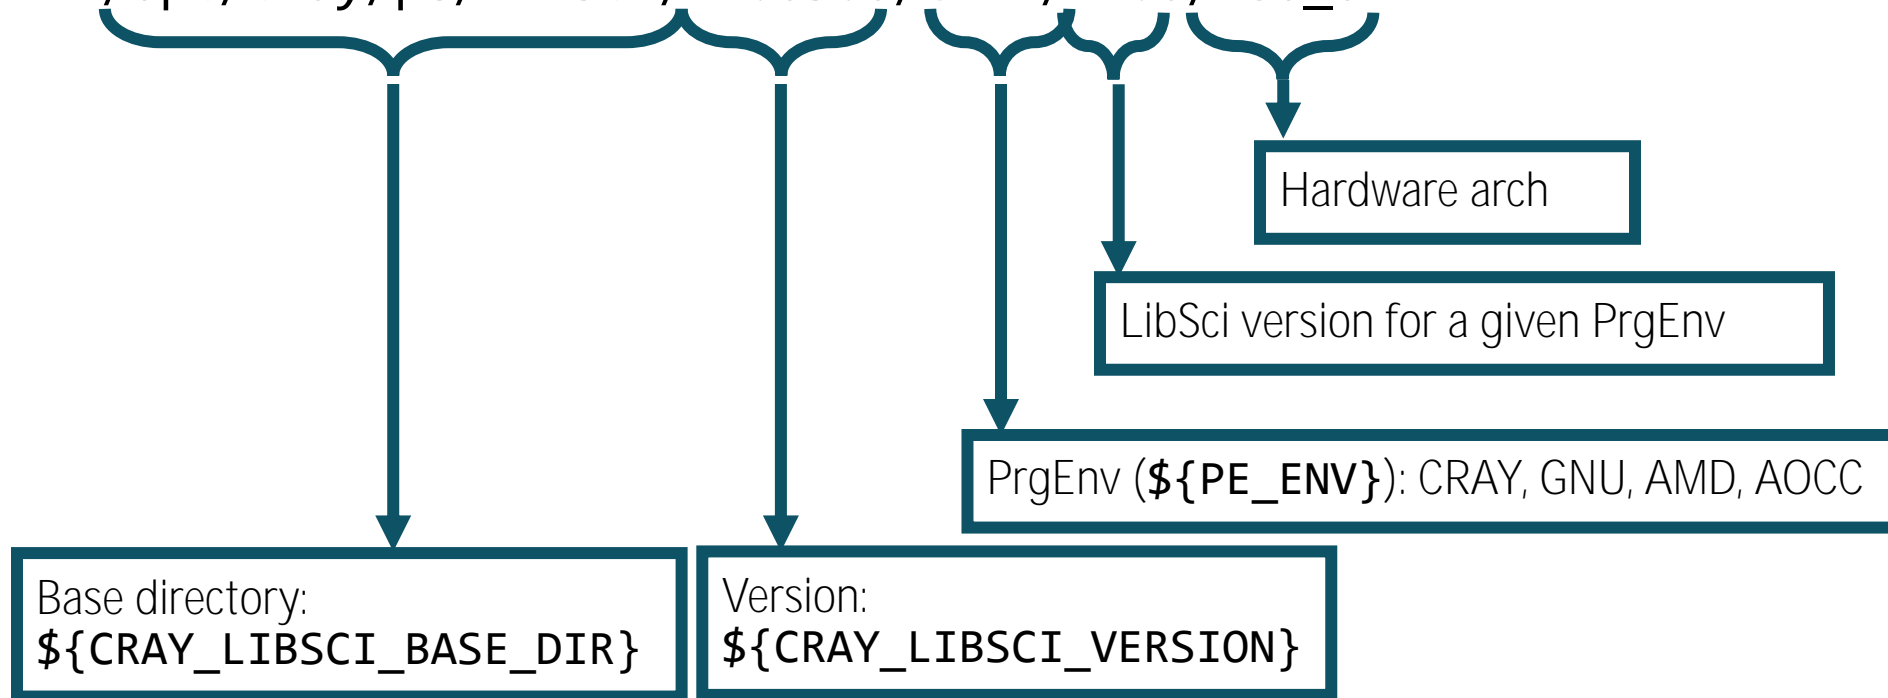 Hardware arch
LibSci version for a given PrgEnv
PrgEnv (${PE_ENV}): CRAY, GNU, AMD, AOCC
Base directory:
${CRAY_LIBSCI_BASE_DIR}
Version:
${CRAY_LIBSCI_VERSION}